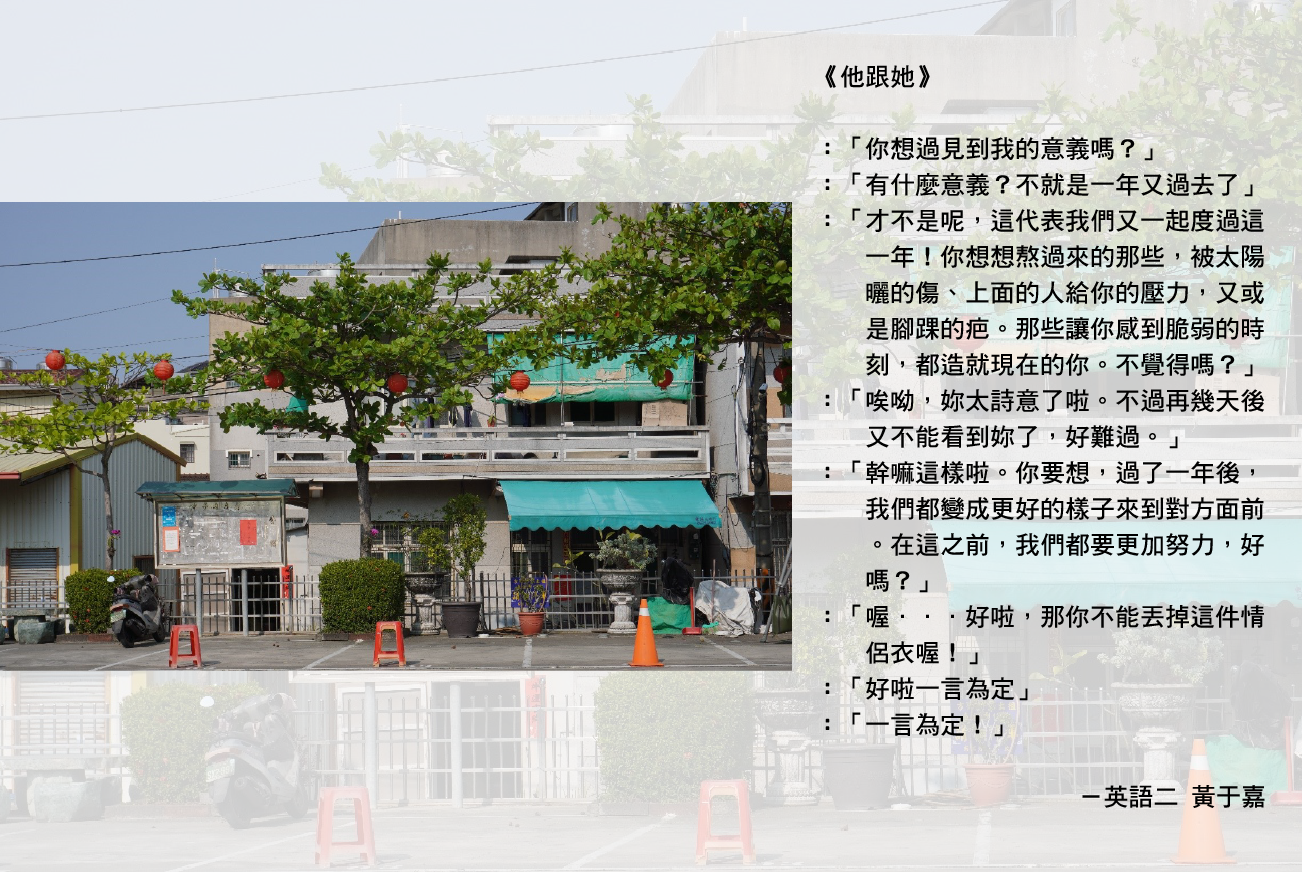 《他跟她》
：「你想過見到我的意義嗎？」
：「有什麼意義？不就是一年又過去了」
：「才不是呢，這代表我們又一起度過這
一年！你想想熬過來的那些，被太陽
曬的傷、上面的人給你的壓力，又或
是腳踝的疤。那些讓你感到脆弱的時
刻，都造就現在的你。不覺得嗎？」
：「唉呦，妳太詩意了啦。不過再幾天後
又不能看到妳了，好難過。」
：「幹嘛這樣啦。你要想，過了一年後，
我們都變成更好的樣子來到對方面前
。在這之前，我們都要更加努力，好
嗎？」
：「喔．．．好啦，那你不能丟掉這件情
侶衣喔！」
：「好啦一言為定」
：「一言為定！」
－英語二 黃于嘉